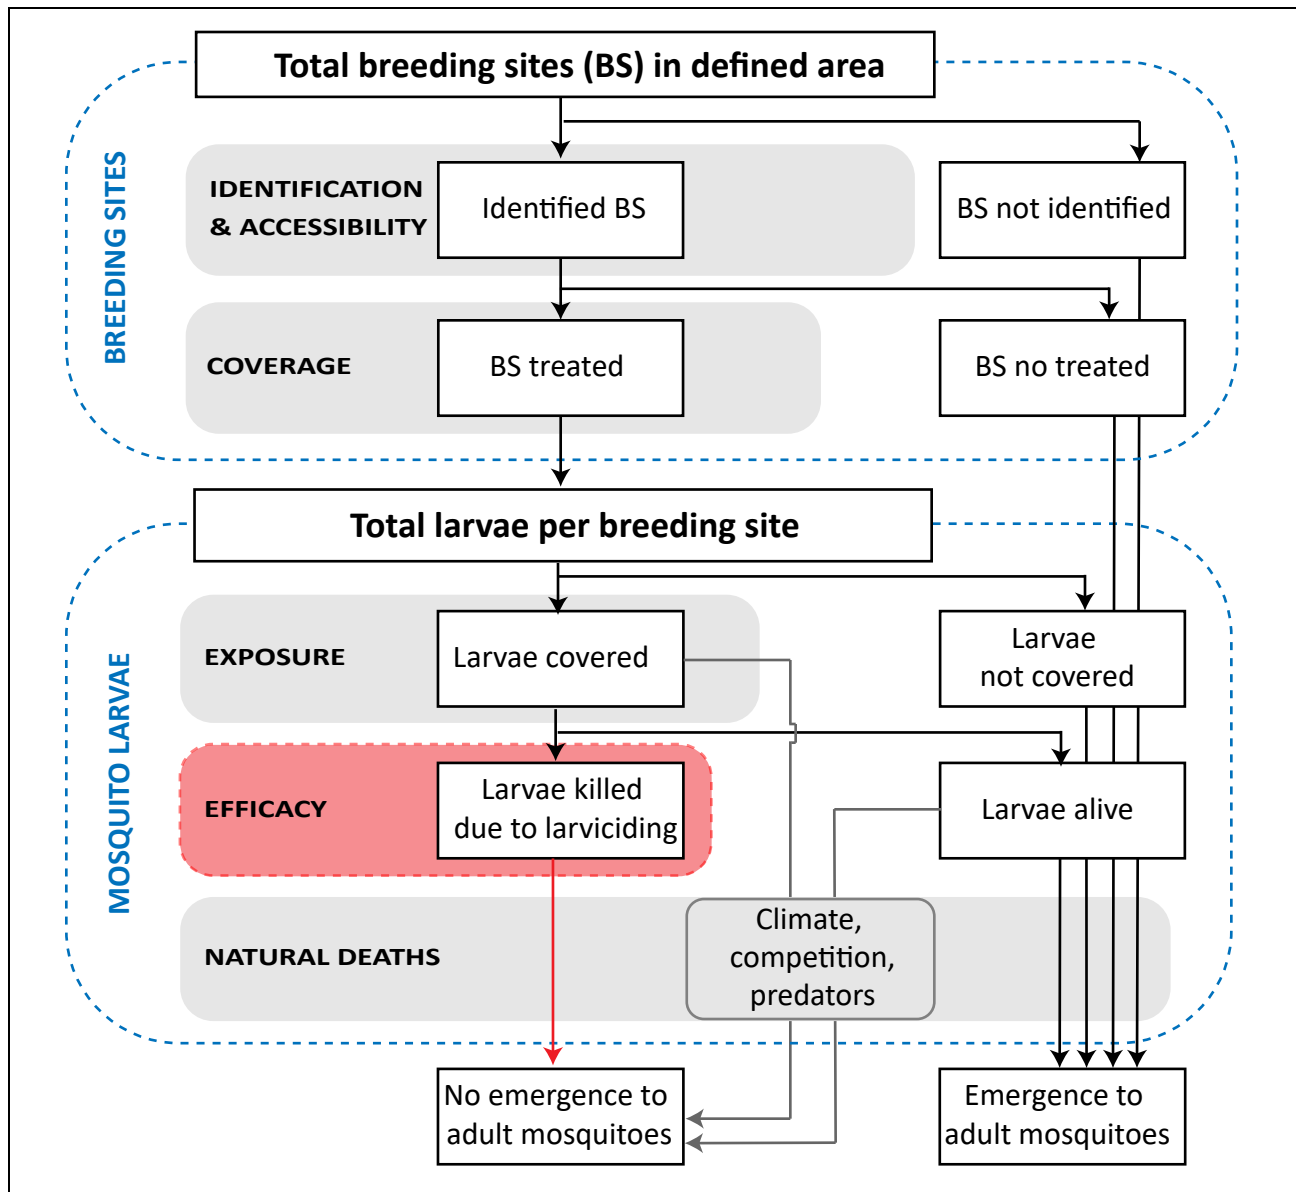 Total breeding sites (BS) in defined area
BREEDING SITES
IDENTIFICATION
& ACCESSIBILITY
Identified BS
BS not identified
COVERAGE
BS treated
BS no treated
Total larvae per breeding site
MOSQUITO LARVAE
EXPOSURE
Larvae covered
Larvae
not covered
EFFICACY
Larvae killed
due to larviciding
Larvae alive
NATURAL DEATHS
Climate,
competition,
predators
No emergence to
adult mosquitoes
Emergence to
adult mosquitoes